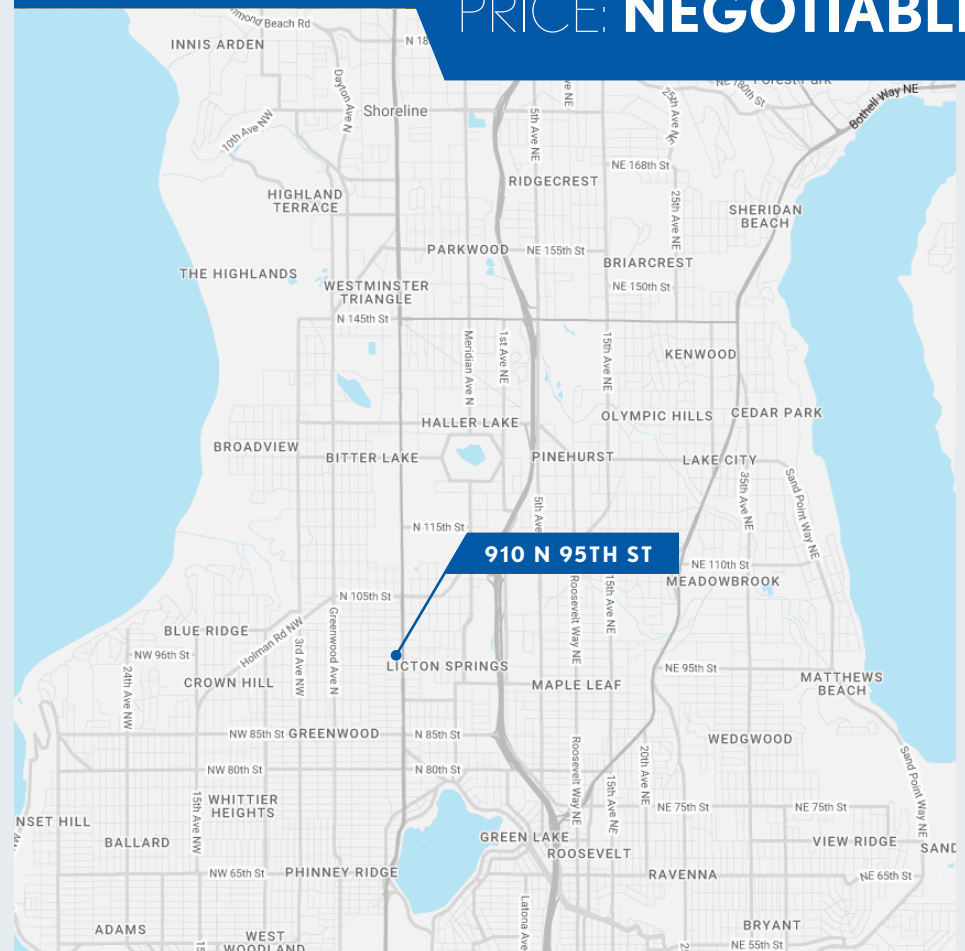 PRICE: NEGOTIABLE
mmond Beach Rd
INNIS ARDEN
N 18
Forest Park
NE 180th St
Bothell Way NE
Dayton Ave N
Shoreline
ve NE
25th Ave NE
10th Ave NW
5th Ave NE
NE 168th St
RIDGECREST
HIGHLAND
TERRACE
25th Ave NE
SHERIDAN
BEACH
PARKWOOD
NE 155th St
BRIARCREST
THE HIGHLANDS
WESTMINSTER
TRIANGLE
NE 150th St
N 145th St
Meridian Ave N
1st Ave NE
15th Ave NE
KENWOOD
HALLER LAKE
OLYMPIC HILLS
CEDAR PARK
BROADVIEW
BITTER LAKE
PINEHURST
LAKE CITY
35th Ave NE
Sand Point Way NE
5th Ave
N 115th St
910 N 95TH ST
NE 110th St
MEADOWBROOK
N 105th St
Roosevelt Way NE
15th Ave NE
BLUE RIDGE
Holman Rd NW
Greenwood Ave N
3rd Ave NW
NW 96th St
24th Ave NW
LICTON SPRINGS
NE 95th St
CROWN HILL
MAPLE LEAF
MATTHEWS
BEACH
NW 85th St
GREENWOOD
N 85th St
WEDGWOOD
Roosevelt Way NE
20th Ave NE
Sand Point Way NE
NW 80th St
N 80th St
15th Ave NW
WHITTIER
HEIGHTS
15th Ave NE
NE 75th St
NE 75th St
NSET HILL
BALLARD
GREEN LAKE
ROOSEVELT
VIEW RIDGE
SAND
NW 65th St
PHINNEY RIDGE
RAVENNA
NE 65th St
Latona Ave
ADAMS
WEST
WOODLAND
BRYANT
NE 55th St
15
2